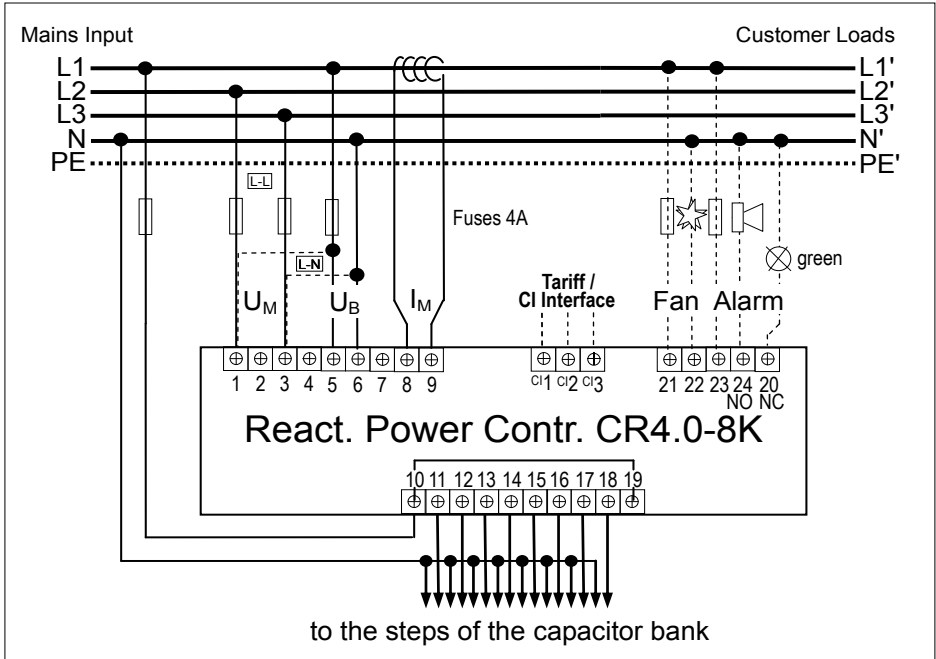 Mains Input Customer Loads
L1 L1'
L2 L2'
L3 L3'
N N'
PE PE'
L-L
Fuses 4A
L-N
green
Tariff /
CI Interface
U_M U_B I_M Fan Alarm
1 2 3 4 5 6 7 8 9 CI1 CI2 CI3 21 22 23 24 20
NO NC
React. Power Contr. CR4.0-8K
10 11 12 13 14 15 16 17 18 19
to the steps of the capacitor bank